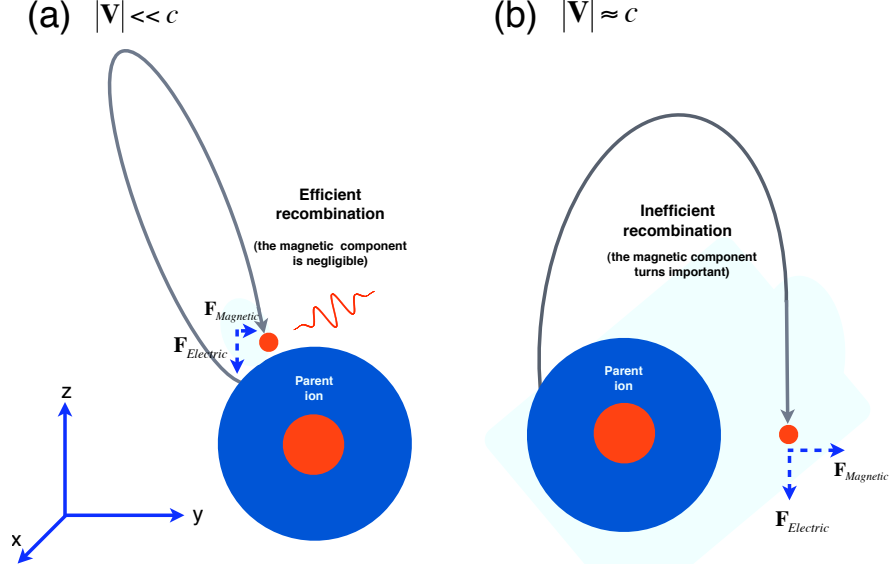 (a) |V| << c
(b) |V| ≈ c
Efficient
recombination
(the magnetic component
is negligible)
F_Magnetic
F_Electric
Parent
ion
z
y
x
Inefficient
recombination
(the magnetic component
turns important)
Parent
ion
F_Magnetic
F_Electric